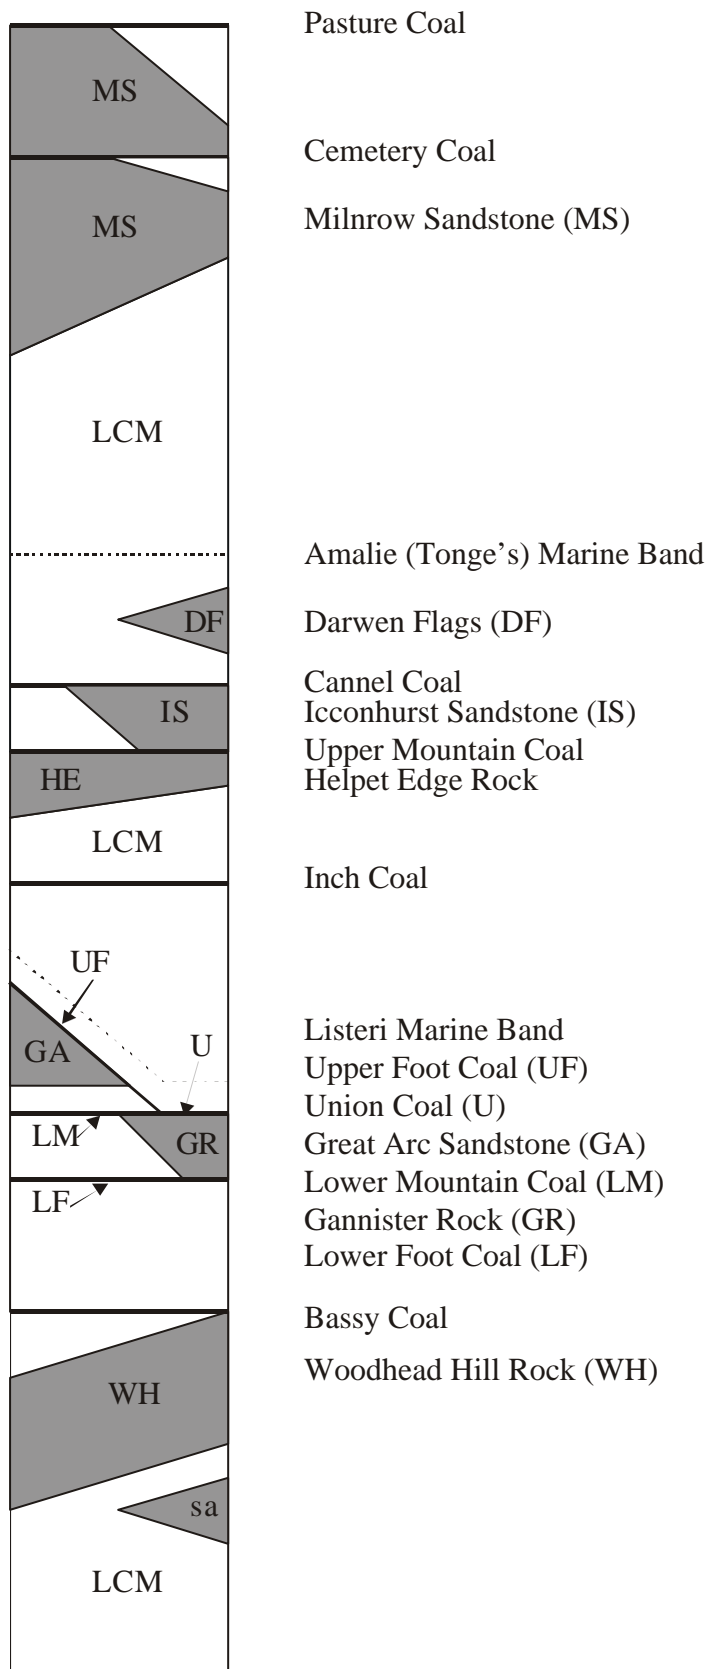 Pasture Coal
MS
Cemetery Coal
MS
Milnrow Sandstone (MS)
LCM
Amalie (Tonge's) Marine Band
DF
Darwen Flags (DF)
Cannel Coal
IS
Icconhurst Sandstone (IS)
Upper Mountain Coal
HE
Helpet Edge Rock
LCM
Inch Coal
UF
Listeri Marine Band
GA
U
Upper Foot Coal (UF)
Union Coal (U)
LM
GR
Great Arc Sandstone (GA)
Lower Mountain Coal (LM)
LF
Gannister Rock (GR)
Lower Foot Coal (LF)
Bassy Coal
Woodhead Hill Rock (WH)
WH
sa
LCM